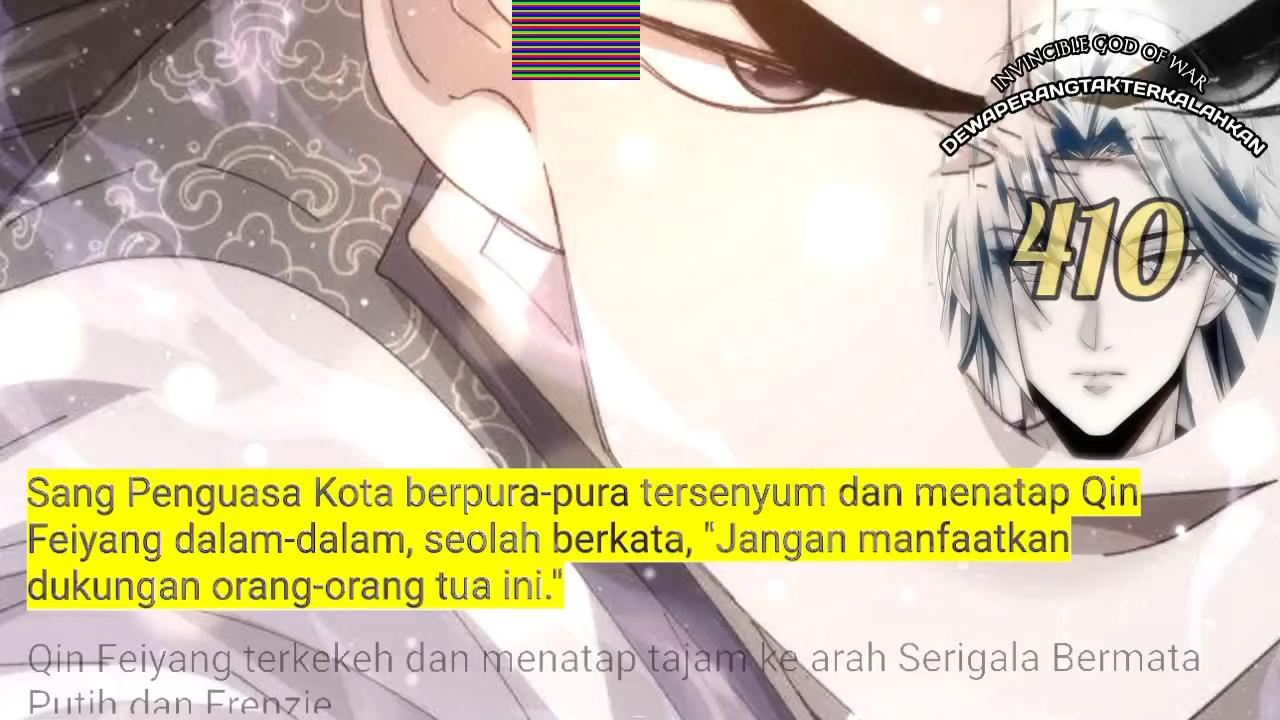 INVINCIBLE GOD OF WAR
DEWAPERANGTAKTERKALAHKAN
410
Sang Penguasa Kota berpura-pura tersenyum dan menatap Qin
Feiyang dalam-dalam, seolah berkata, "Jangan manfaatkan
dukungan orang-orang tua ini."
Qin Feiyang terkekeh dan menatap tajam ke arah Serigala Bermata
Putih dan Frenzie